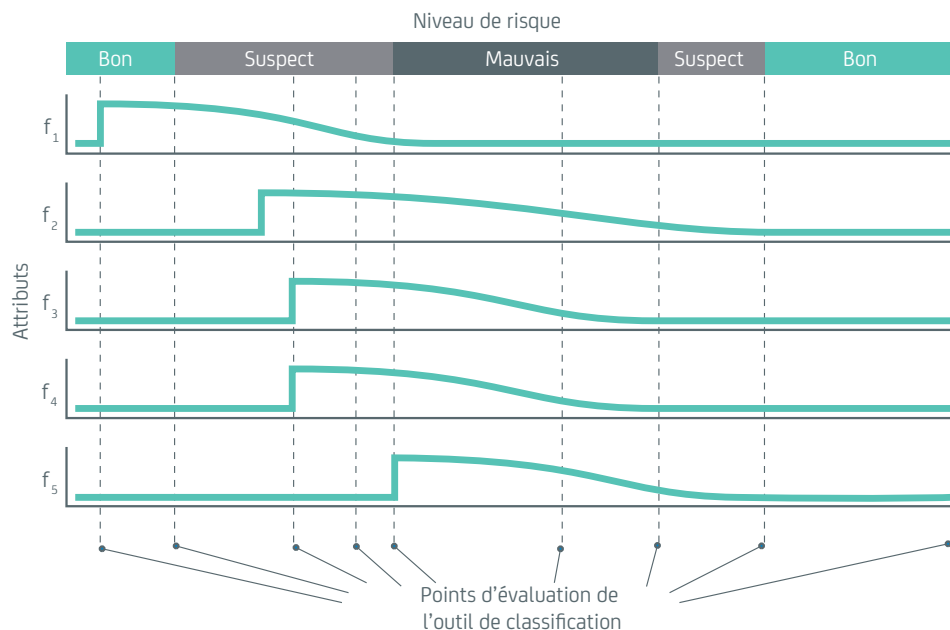 Niveau de risque
Bon Suspect Mauvais Suspect Bon
Attributs
f1
f2
f3
f4
f5
Points d’évaluation de
l’outil de classification